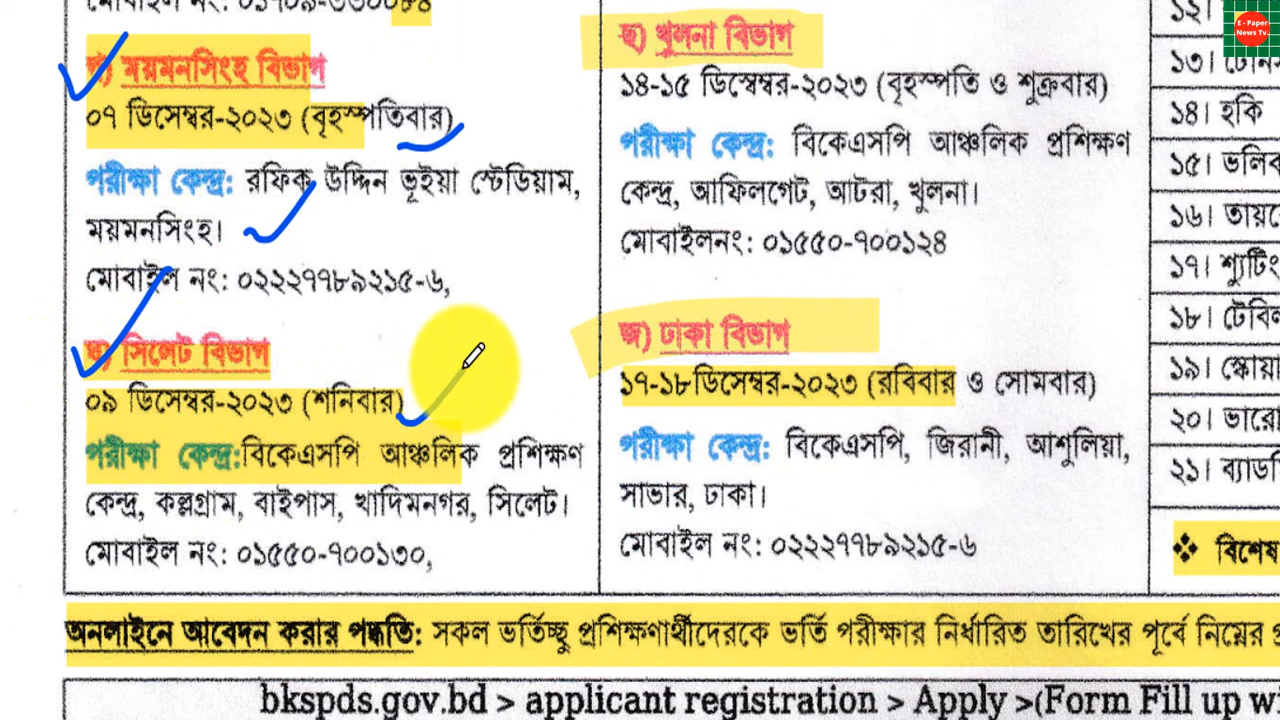 ময়মনসিংহ বিভাগ
০৭ ডিসেম্বর-২০২৩ (বৃহস্পতিবার)
পরীক্ষা কেন্দ্র: রফিক উদ্দিন ভূইয়া স্টেডিয়াম,
ময়মনসিংহ।
মোবাইল নং: ০২২২৭৭৮৯২১৫-৬,
সিলেট বিভাগ
০৯ ডিসেম্বর-২০২৩ (শনিবার)
পরীক্ষা কেন্দ্র:বিকেএসপি আঞ্চলিক প্রশিক্ষণ
কেন্দ্র, কল্লগ্রাম, বাইপাস, খাদিমনগর, সিলেট।
মোবাইল নং: ০১৫৫০-৭০০১৩০,
ছ) খুলনা বিভাগ
১৪-১৫ ডিস্বেম্বর-২০২৩ (বৃহস্পতি ও শুক্রবার)
পরীক্ষা কেন্দ্র: বিকেএসপি আঞ্চলিক প্রশিক্ষণ
কেন্দ্র, আফিলগেট, আটরা, খুলনা।
মোবাইলনং: ০১৫৫০-৭০০১২৪
জ) ঢাকা বিভাগ
১৭-১৮ডিসেম্বর-২০২৩ (রবিবার ও সোমবার)
পরীক্ষা কেন্দ্র: বিকেএসপি, জিরানী, আশুলিয়া,
সাভার, ঢাকা।
মোবাইল নং: ০২২২৭৭৮৯২১৫-৬
১২।
১৩।
১৪। হকি
১৫।
১৬।
১৭।
১৮।
১৯।
২০।
২১।
❖ বিশেষ
অনলাইনে আবেদন করার পদ্ধতি: সকল ভর্তিচ্ছু প্রশিক্ষণার্থীদেরকে ভর্তি পরীক্ষার নির্ধারিত তারিখের পূর্বে নিম্নের
bkspds.gov.bd > applicant registration > Apply >(Form Fill up
E - Paper
News Tv.